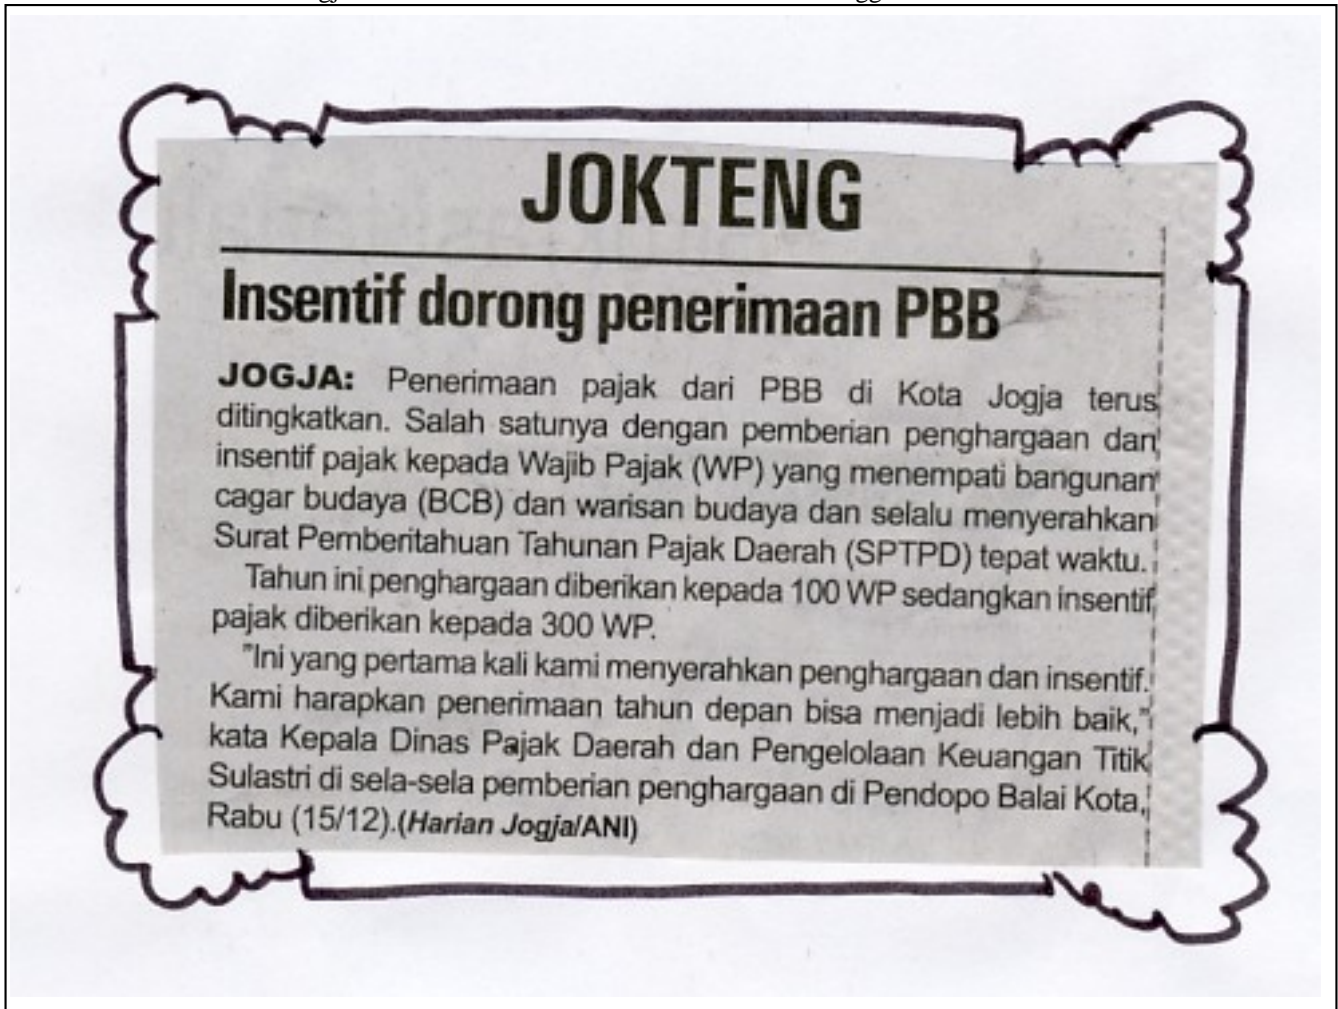 JOKTENG
Insentif dorong penerimaan PBB
JOGJA: Penerimaan pajak dari PBB di Kota Jogja terus
ditingkatkan. Salah satunya dengan pemberian penghargaan dan
insentif pajak kepada Wajib Pajak (WP) yang menempati bangunan
cagar budaya (BCB) dan warisan budaya dan selalu menyerahkan
Surat Pemberitahuan Tahunan Pajak Daerah (SPTPD) tepat waktu.
Tahun ini penghargaan diberikan kepada 100 WP sedangkan insentif
pajak diberikan kepada 300 WP.
"Ini yang pertama kali kami menyerahkan penghargaan dan insentif.
Kami harapkan penerimaan tahun depan bisa menjadi lebih baik,"
kata Kepala Dinas Pajak Daerah dan Pengelolaan Keuangan Titik
Sulastri di sela-sela pemberian penghargaan di Pendopo Balai Kota,
Rabu (15/12).(Harian Jogja/ANI)